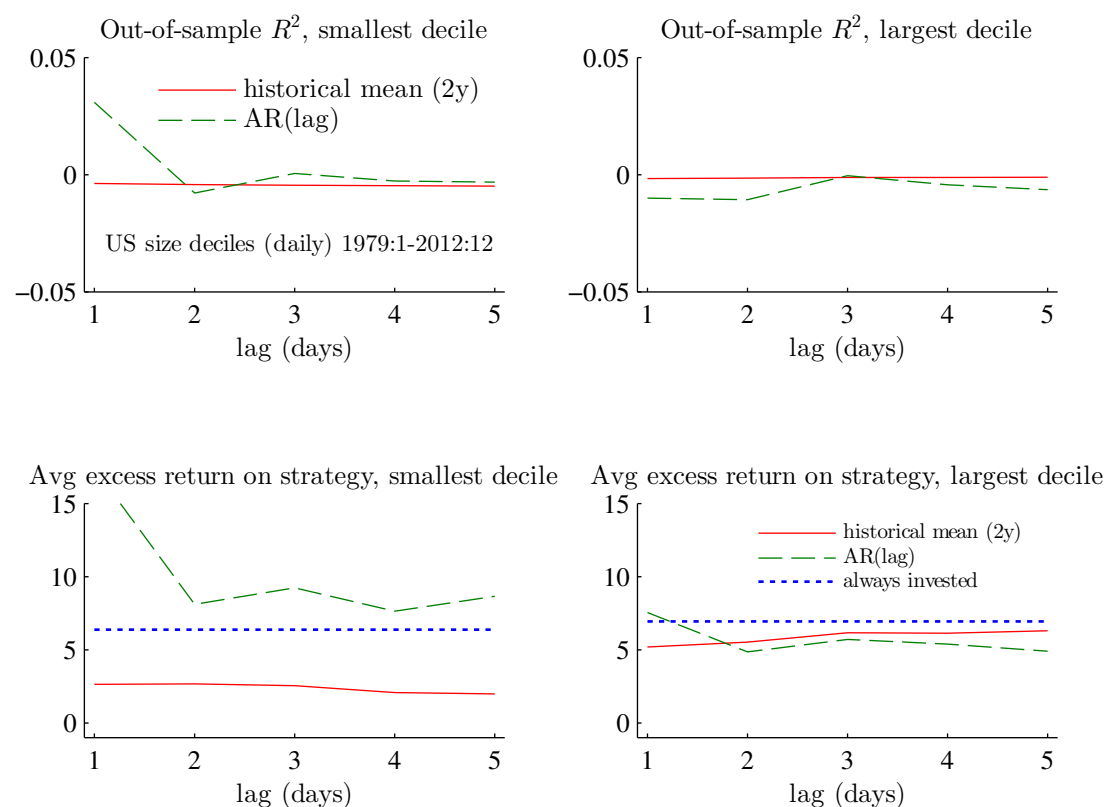 Out-of-sample R², smallest decile
0.05
0
−0.05
historical mean (2y)
AR(lag)
US size deciles (daily) 1979:1-2012:12
1 2 3 4 5
lag (days)
Out-of-sample R², largest decile
0.05
0
−0.05
1 2 3 4 5
lag (days)
Avg excess return on strategy, smallest decile
15
10
5
0
1 2 3 4 5
lag (days)
Avg excess return on strategy, largest decile
15
10
5
0
historical mean (2y)
AR(lag)
always invested
1 2 3 4 5
lag (days)